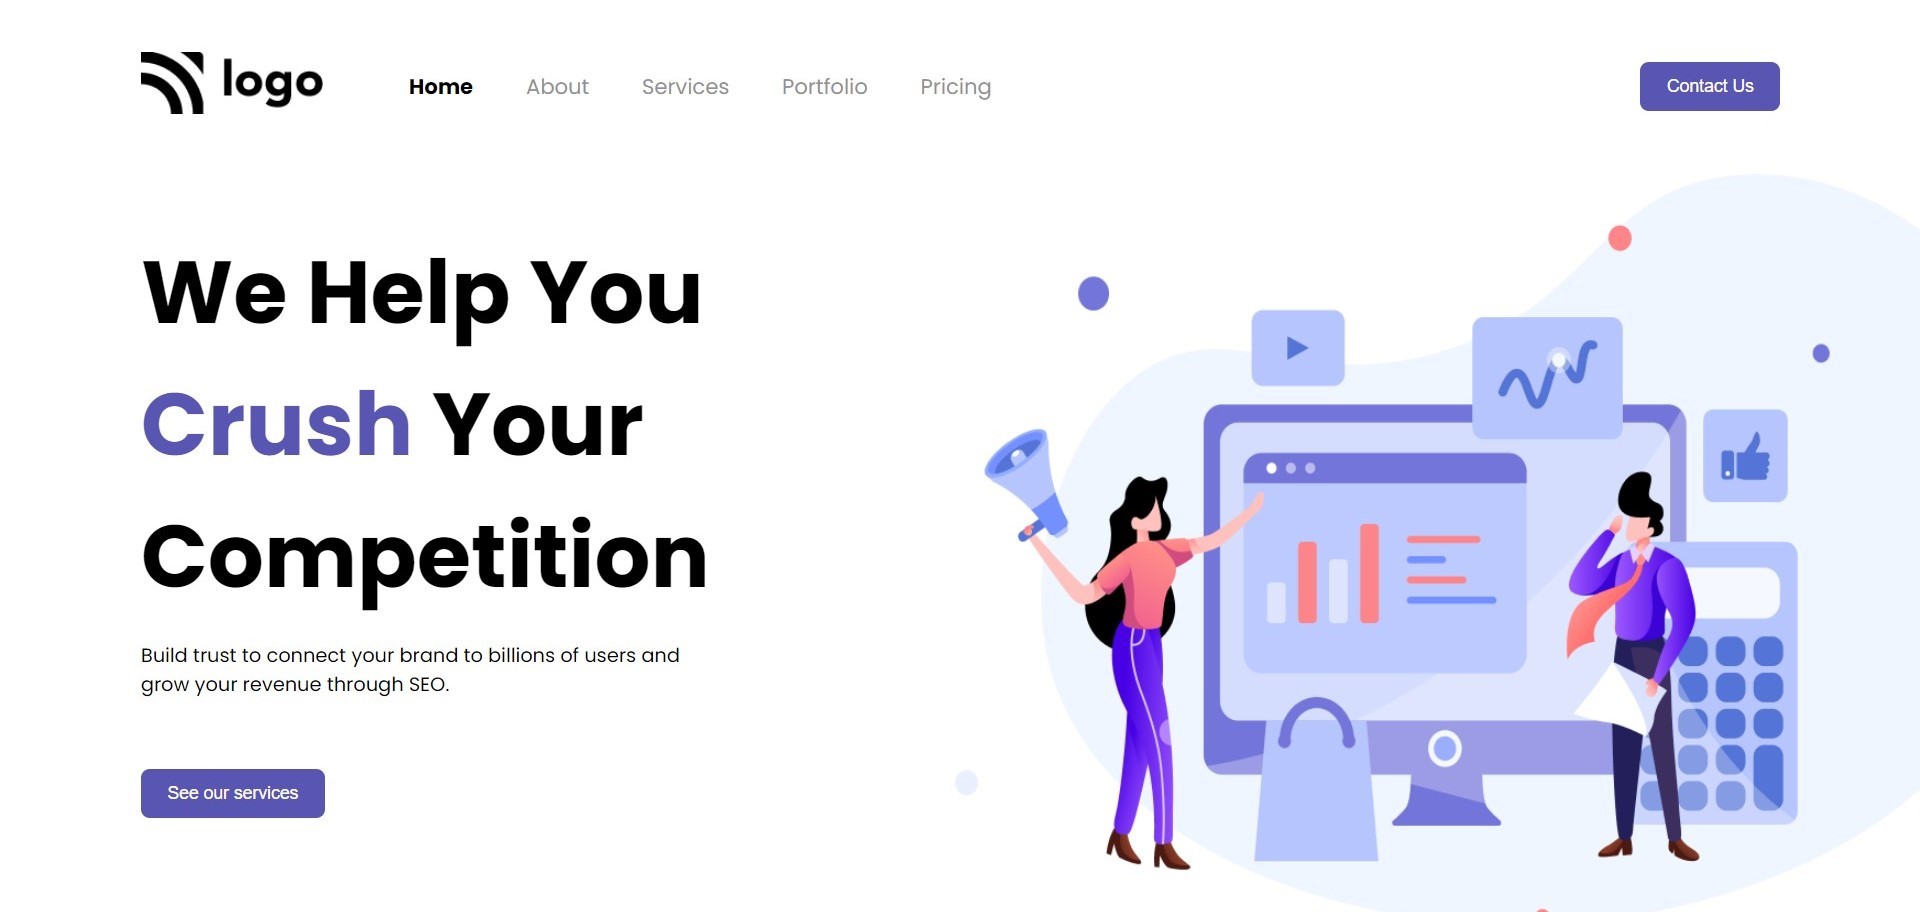 logo
Home About Services Portfolio Pricing
Contact Us
We Help You
Crush Your
Competition
Build trust to connect your brand to billions of users and
grow your revenue through SEO.
See our services